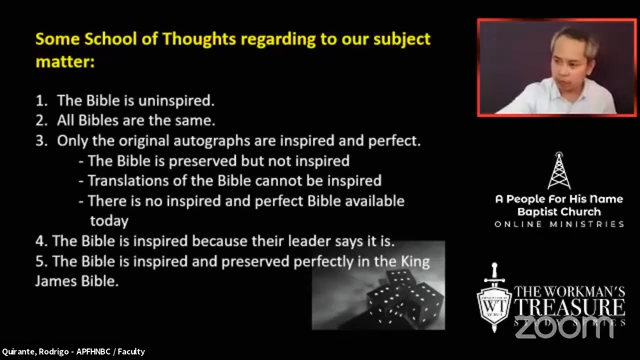 Some School of Thoughts regarding to our subject
matter:
1. The Bible is uninspired.
2. All Bibles are the same.
3. Only the original autographs are inspired and perfect.
- The Bible is preserved but not inspired
- Translations of the Bible cannot be inspired
- There is no inspired and perfect Bible available
today
4. The Bible is inspired because their leader says it is.
5. The Bible is inspired and preserved perfectly in the King
James Bible.
A People For His Name
Baptist Church
ONLINE MINISTRIES
WT
THE WORKMAN'S
TREASURE
zoom
Quirante, Rodrigo - APFHNBC / Faculty